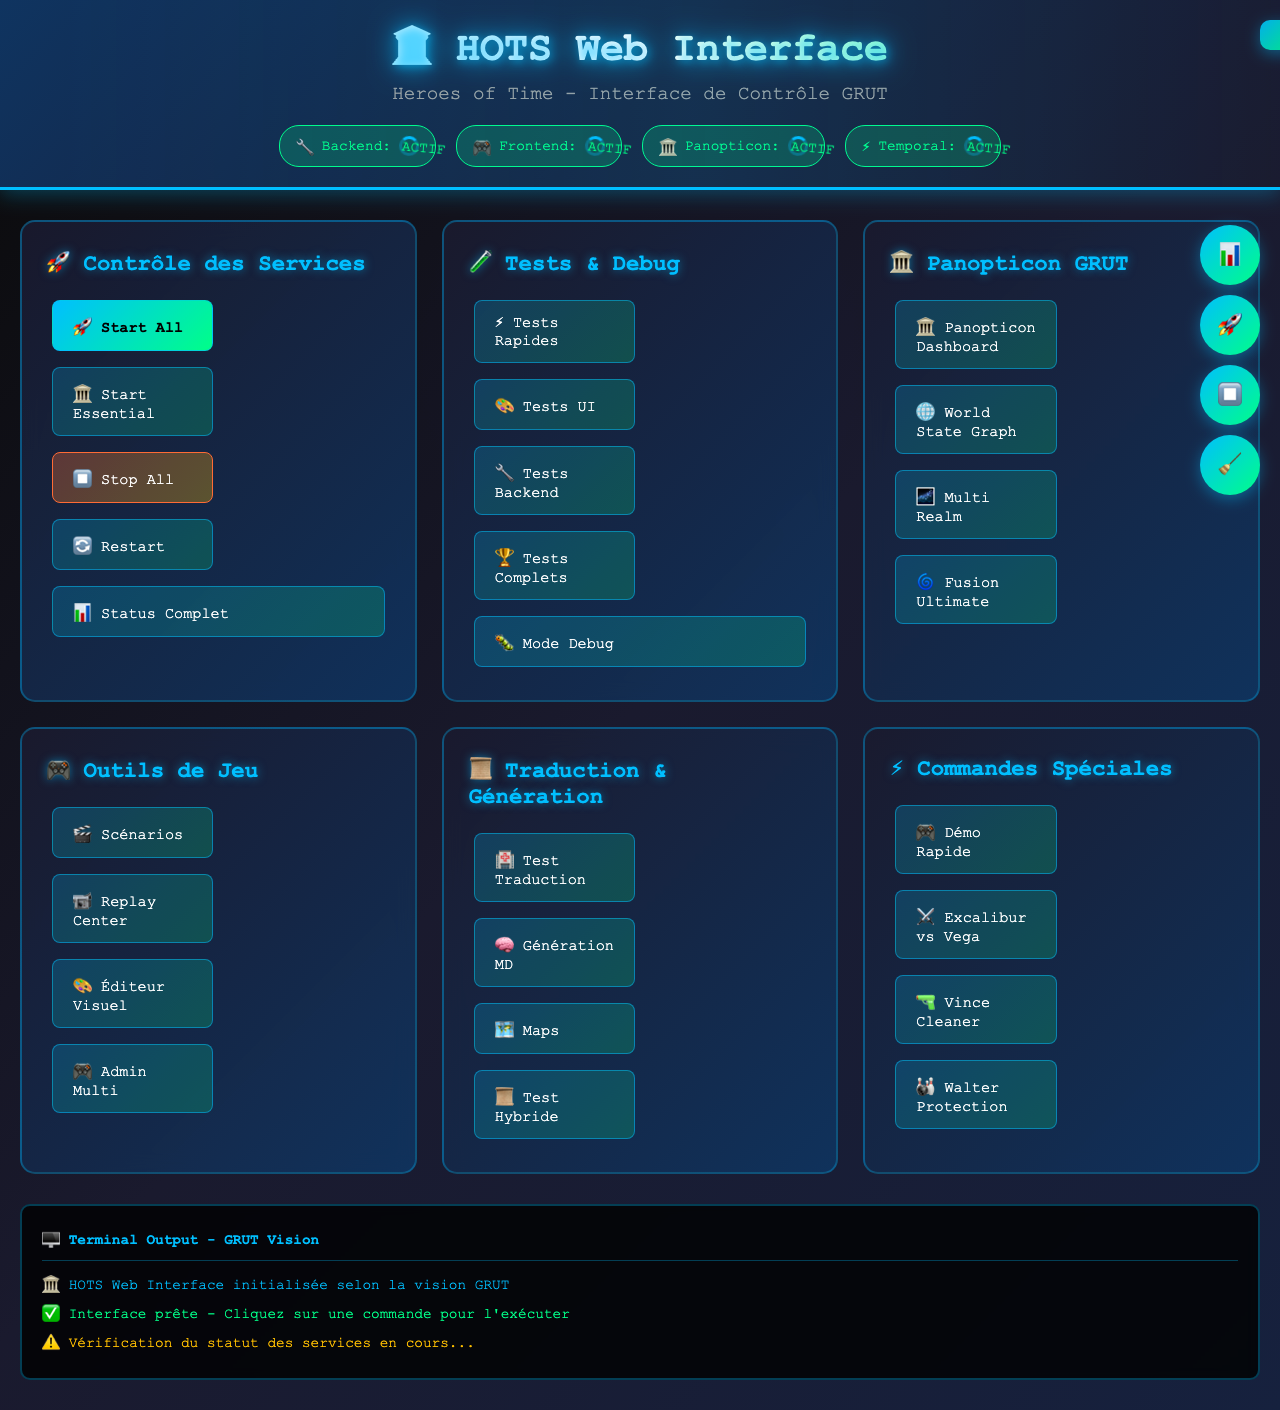 🏛️ HOTS Web Interface
Heroes of Time - Interface de Contrôle GRUT
🔧 Backend: ACTIF
🎮 Frontend: ACTIF
🏛️ Panopticon: ACTIF
⚡ Temporal: ACTIF
🚀 Contrôle des Services
🚀 Start All
🏛️ Start
Essential
⏹️ Stop All
🔄 Restart
📊 Status Complet
🧪 Tests & Debug
⚡ Tests
Rapides
🎨 Tests UI
🔧 Tests
Backend
🏆 Tests
Complets
🐛 Mode Debug
🏛️ Panopticon GRUT
🏛️ Panopticon
Dashboard
🌐 World
State Graph
🌌 Multi
Realm
🌀 Fusion
Ultimate
📊
🚀
⏹️
🧹
🎮 Outils de Jeu
🎬 Scénarios
📹 Replay
Center
🎨 Éditeur
Visuel
🎮 Admin
Multi
📜 Traduction &
Génération
🏥 Test
Traduction
🧠 Génération
MD
🗺️ Maps
📜 Test
Hybride
⚡ Commandes Spéciales
🎮 Démo
Rapide
⚔️ Excalibur
vs Vega
🔫 Vince
Cleaner
🎳 Walter
Protection
🖥️ Terminal Output - GRUT Vision
🏛️ HOTS Web Interface initialisée selon la vision GRUT
✅ Interface prête - Cliquez sur une commande pour l'exécuter
⚠️ Vérification du statut des services en cours...